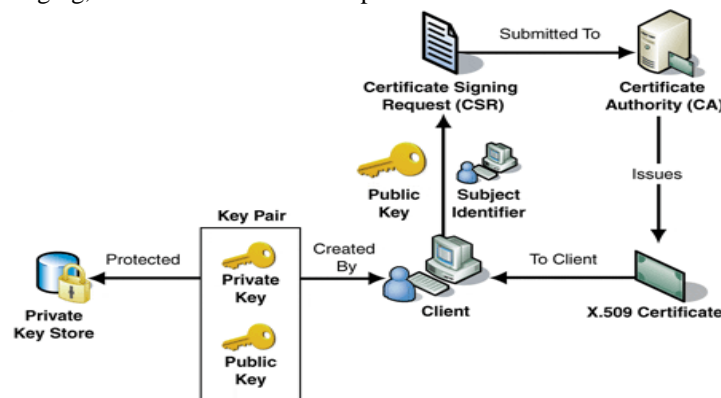 Submitted To
Certificate Signing
Request (CSR)
Certificate
Authority (CA)
Public
Key
Subject
Identifier
Issues
Key Pair
Protected
Private
Key
Created
By
To Client
Private
Key Store
Client
X.509 Certificate
Public
Key